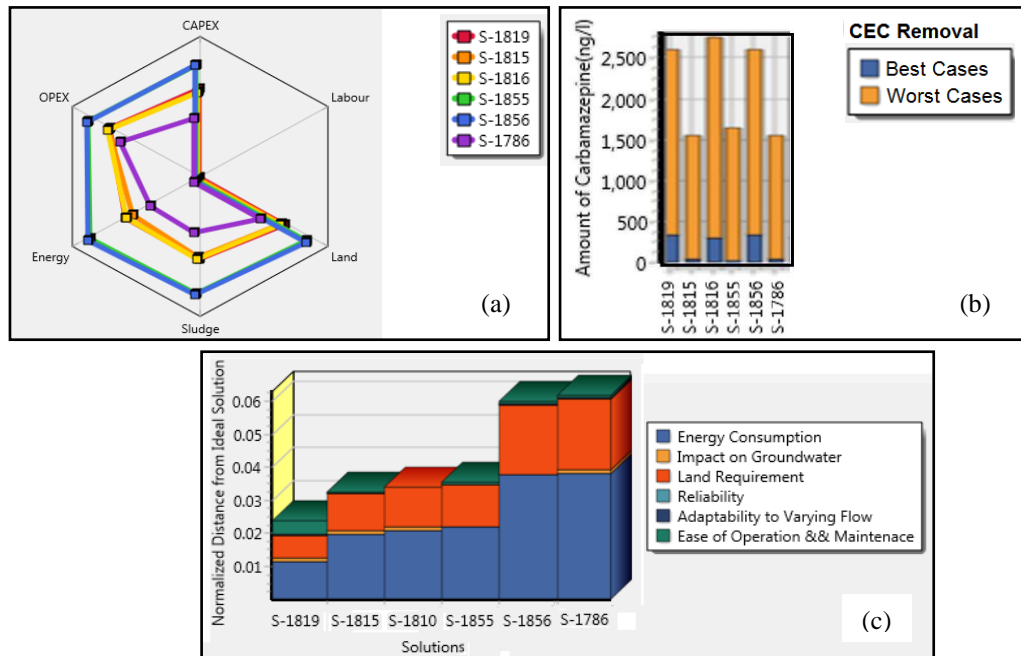 CAPEX
Labour
Land
Sludge
Energy
OPEX
S-1819
S-1815
S-1816
S-1855
S-1856
S-1786
(a)
Amount of Carbamazepine(ng/l)
2,500
2,000
1,500
1,000
500
0
S-1819
S-1815
S-1816
S-1855
S-1856
S-1786
CEC Removal
Best Cases
Worst Cases
(b)
Normalized Distance from Ideal Solution
0.06
0.05
0.04
0.03
0.02
0.01
S-1819 S-1815 S-1810 S-1855 S-1856 S-1786
Solutions
Energy Consumption
Impact on Groundwater
Land Requirement
Reliability
Adaptability to Varying Flow
Ease of Operation && Maintenace
(c)